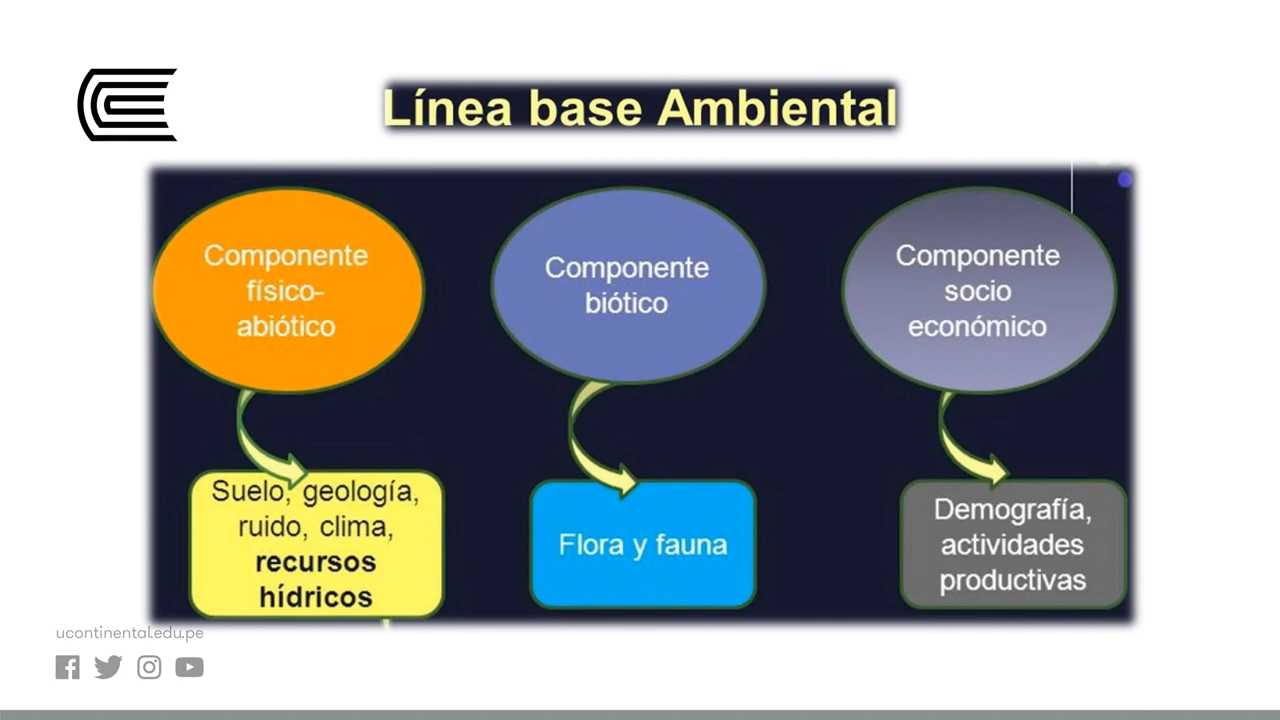 Línea base Ambiental
Componente
físico-
abiótico
Componente
biótico
Componente
socio
económico
Suelo, geología,
ruido, clima,
recursos
hídricos
Flora y fauna
Demografía,
actividades
productivas
ucontinental.edu.pe